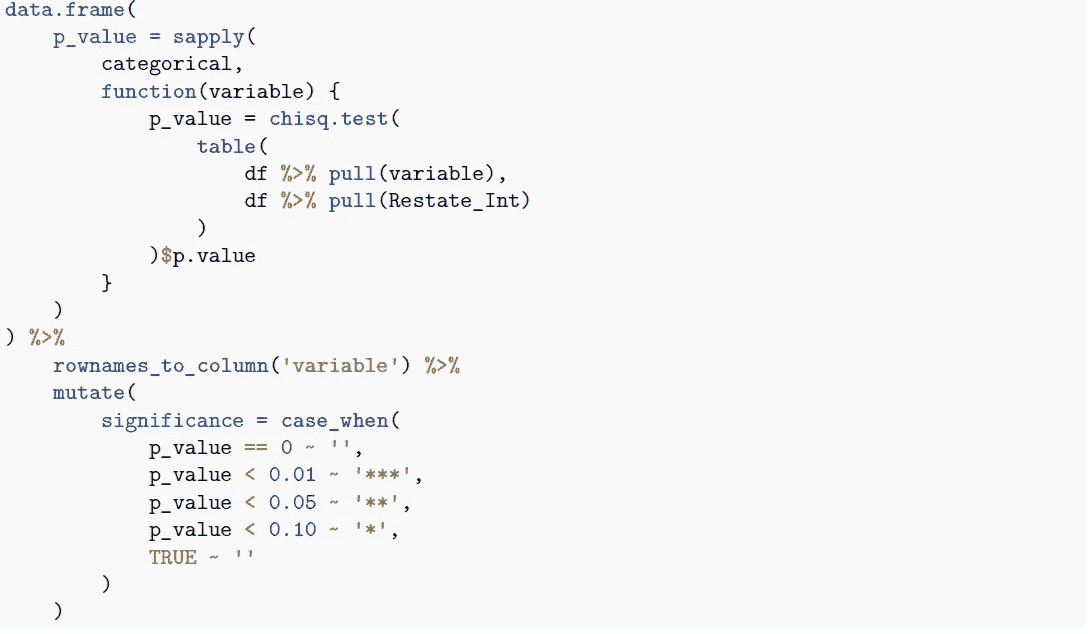 data.frame(
    p_value = sapply(
        categorical,
        function(variable) {
            p_value = chisq.test(
                table(
                    df %>% pull(variable),
                    df %>% pull(Restate_Int)
                )
            )$p.value
        }
    )
) %>%
    rownames_to_column('variable') %>%
    mutate(
        significance = case_when(
            p_value == 0 ~ '',
            p_value < 0.01 ~ '***',
            p_value < 0.05 ~ '**',
            p_value < 0.10 ~ '*',
            TRUE ~ ''
        )
    )